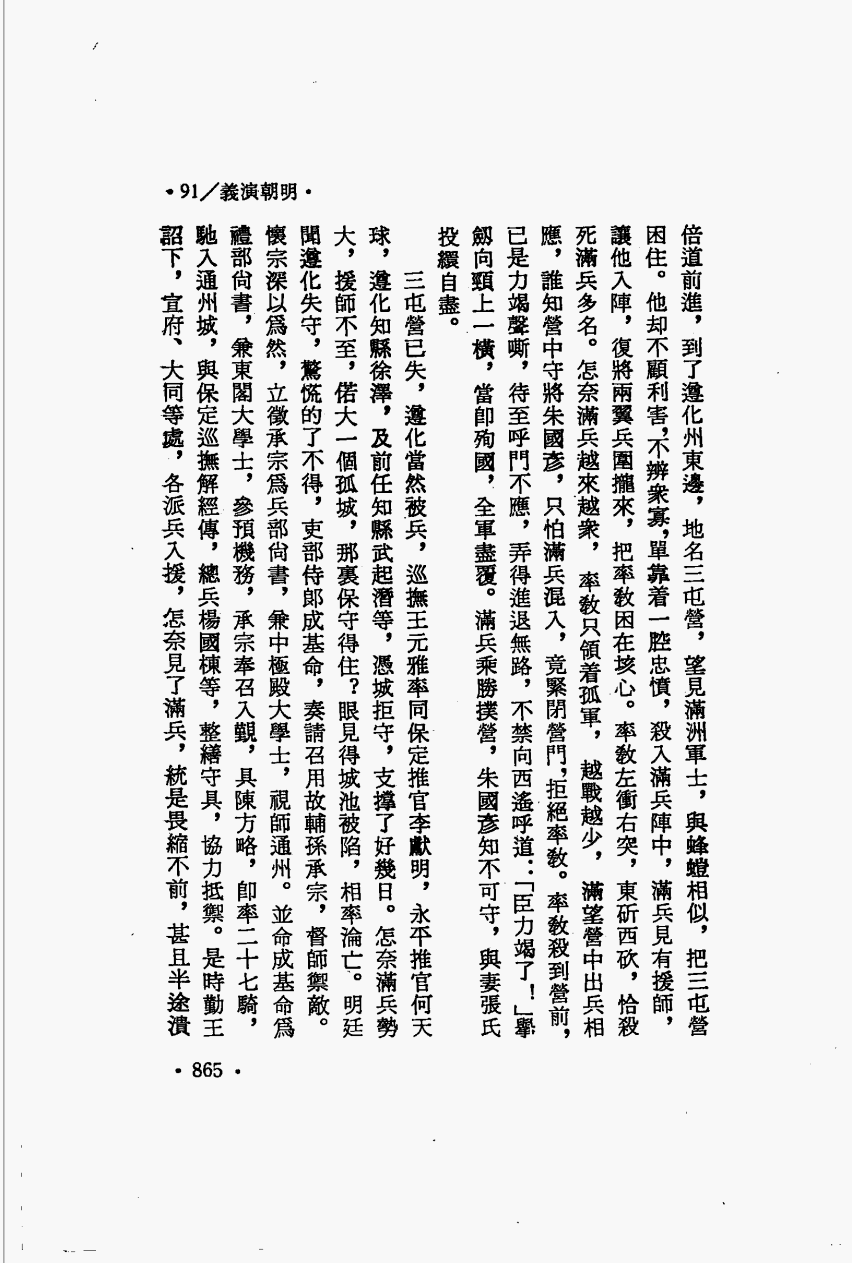 •91／義演朝明•
倍道前進，到了遵化州東邊，地名三屯營，望見滿洲軍士，與蜂螘相似，把三屯營
困住。他却不顧利害，不辨衆寡，單靠着一腔忠憤，殺入滿兵陣中，滿兵見有援師，
讓他入陣，復將兩翼兵圍攏來，把率敎困在垓心。率敎左衝右突，東斫西砍，恰殺
死滿兵多名。怎奈滿兵越來越衆，率敎只領着孤軍，越戰越少，滿望營中出兵相
應，誰知營中守將朱國彥，只怕滿兵混入，竟緊閉營門，拒絕率敎。率敎殺到營前，
已是力竭聲嘶，待至呼門不應，弄得進退無路，不禁向西遙呼道：「臣力竭了！」擧
劔向頸上一橫，當卽殉國，全軍盡覆。滿兵乘勝撲營，朱國彥知不可守，與妻張氏
投繯自盡。
三屯營已失，遵化當然被兵，巡撫王元雅率同保定推官李獻明，永平推官何天
球，遵化知縣徐澤，及前任知縣武起潛等，憑城拒守，支撐了好幾日。怎奈滿兵勢
大，援師不至，偌大一個孤城，那裏保守得住？眼見得城池被陷，相率淪亡。明廷
聞遵化失守，驚慌的了不得，吏部侍郞成基命，奏請召用故輔孫承宗，督師禦敵。
懷宗深以爲然，立徵承宗爲兵部尙書，兼中極殿大學士，視師通州。並命成基命爲
禮部尙書，兼東閣大學士，參預機務，承宗奉召入覲，具陳方略，卽率二十七騎，
馳入通州城，與保定巡撫解經傳，總兵楊國棟等，整繕守具，協力抵禦。是時勤王
詔下，宣府、大同等處，各派兵入援，怎奈見了滿兵，統是畏縮不前，甚且半途潰
•865•